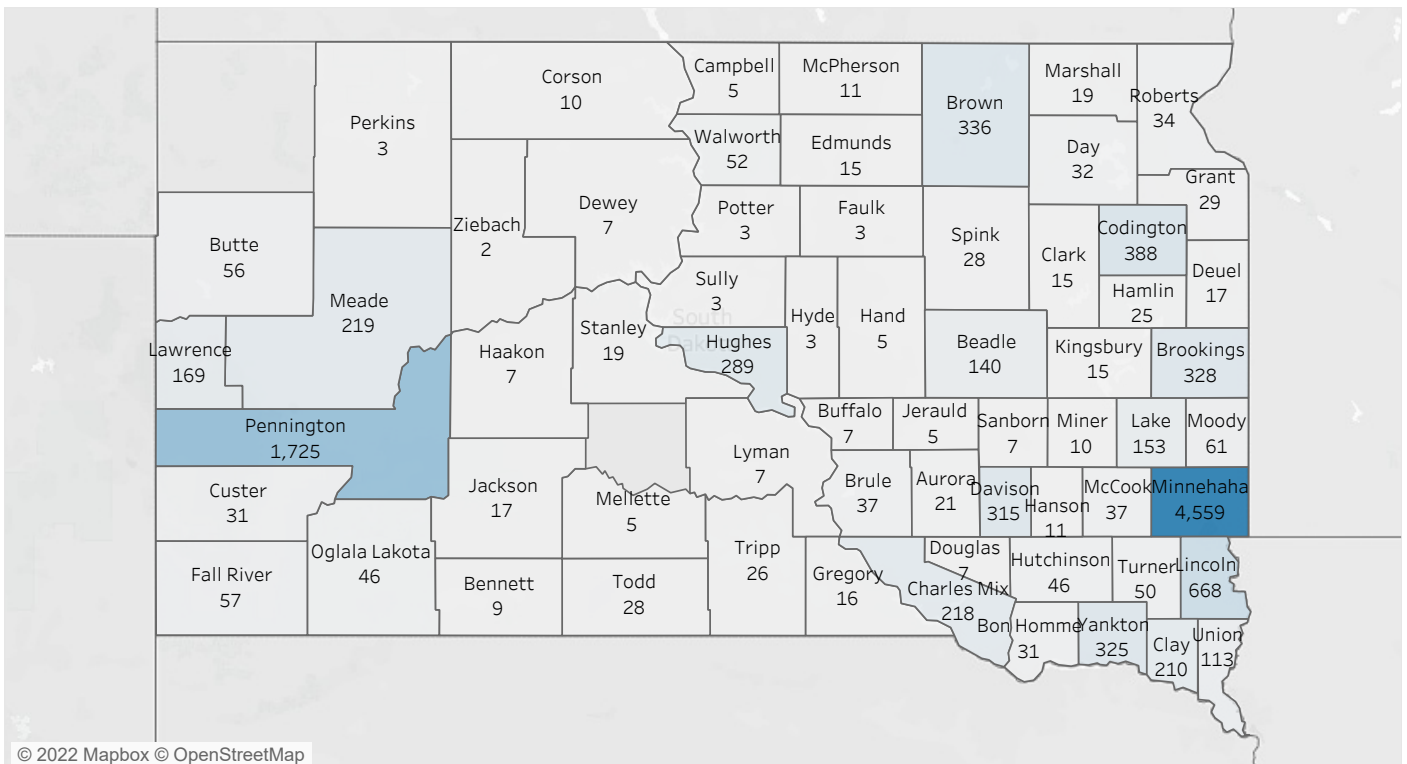 Campbell
5
McPherson
11
Corson
10
Marshall
19
Roberts
34
Brown
336
Perkins
3
Walworth
52
Edmunds
15
Day
32
Grant
29
Dewey
7
Potter
3
Faulk
3
Ziebach
2
Spink
28
Codington
388
Butte
56
Clark
15
Deuel
17
Sully
3
Hamlin
25
Meade
219
South
Dakota
Hyde
3
Hand
5
Stanley
19
Hughes
289
Beadle
140
Kingsbury
15
Brookings
328
Lawrence
169
Haakon
7
Buffalo
7
Jerauld
5
Sanborn
7
Miner
10
Lake
153
Moody
61
Pennington
1,725
Lyman
7
Brule
37
Aurora
21
Davison
315
Hanson
11
McCook
37
Minnehaha
4,559
Custer
31
Jackson
17
Mellette
5
Oglala Lakota
46
Tripp
26
Douglas
7
Hutchinson
46
Turner
50
Lincoln
668
Fall River
57
Bennett
9
Todd
28
Gregory
16
Charles Mix
218
Bon Homme
31
Yankton
325
Clay
210
Union
113
© 2022 Mapbox © OpenStreetMap